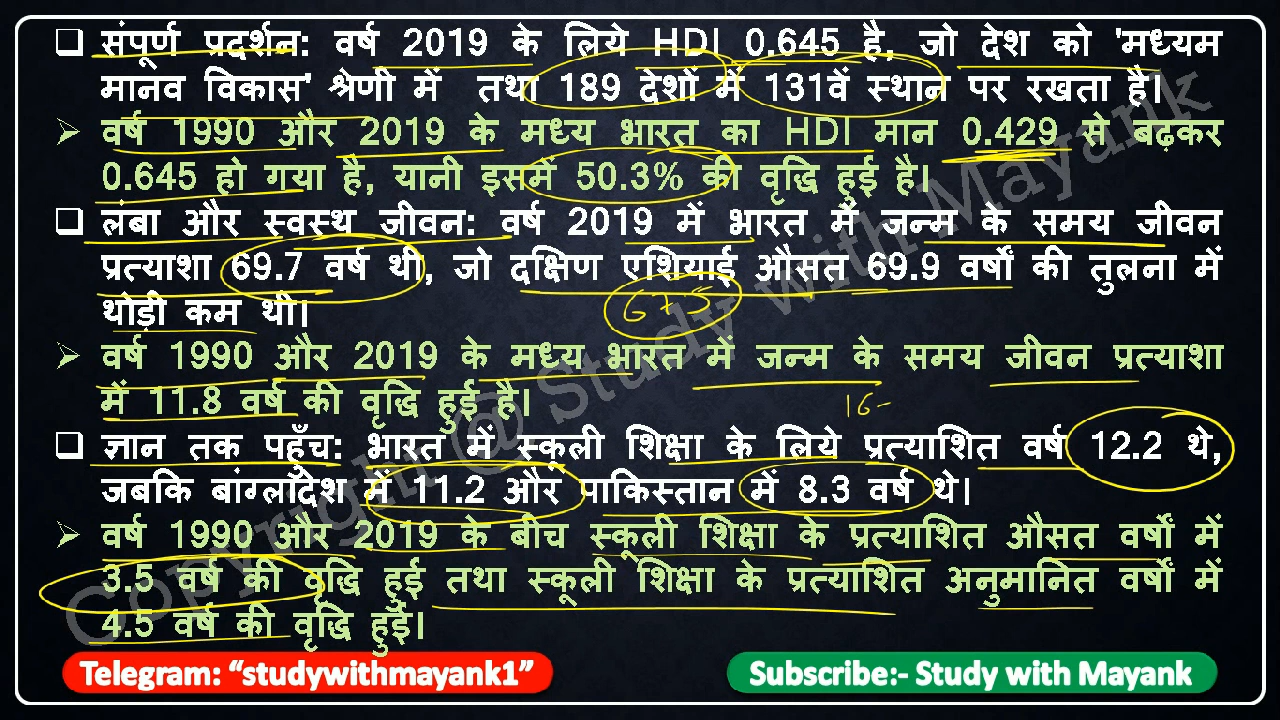 ❑ संपूर्ण प्रदर्शन: वर्ष 2019 के लिये HDI 0.645 है, जो देश को 'मध्यम
मानव विकास' श्रेणी में तथा 189 देशों में 131वें स्थान पर रखता है।
➢ वर्ष 1990 और 2019 के मध्य भारत का HDI मान 0.429 से बढ़कर
0.645 हो गया है, यानी इसमें 50.3% की वृद्धि हुई है।
❑ लंबा और स्वस्थ जीवन: वर्ष 2019 में भारत में जन्म के समय जीवन
प्रत्याशा 69.7 वर्ष थी, जो दक्षिण एशियाई औसत 69.9 वर्षों की तुलना में
थोड़ी कम थी।
➢ वर्ष 1990 और 2019 के मध्य भारत में जन्म के समय जीवन प्रत्याशा
में 11.8 वर्ष की वृद्धि हुई है।
16-
❑ ज्ञान तक पहुँच: भारत में स्कूली शिक्षा के लिये प्रत्याशित वर्ष 12.2 थे,
जबकि बांग्लादेश में 11.2 और पाकिस्तान में 8.3 वर्ष थे।
➢ वर्ष 1990 और 2019 के बीच स्कूली शिक्षा के प्रत्याशित औसत वर्षों में
3.5 वर्ष की वृद्धि हुई तथा स्कूली शिक्षा के प्रत्याशित अनुमानित वर्षों में
4.5 वर्ष की वृद्धि हुई।
Copyright @ Study with Mayank
Telegram: “studywithmayank1”
Subscribe:- Study with Mayank